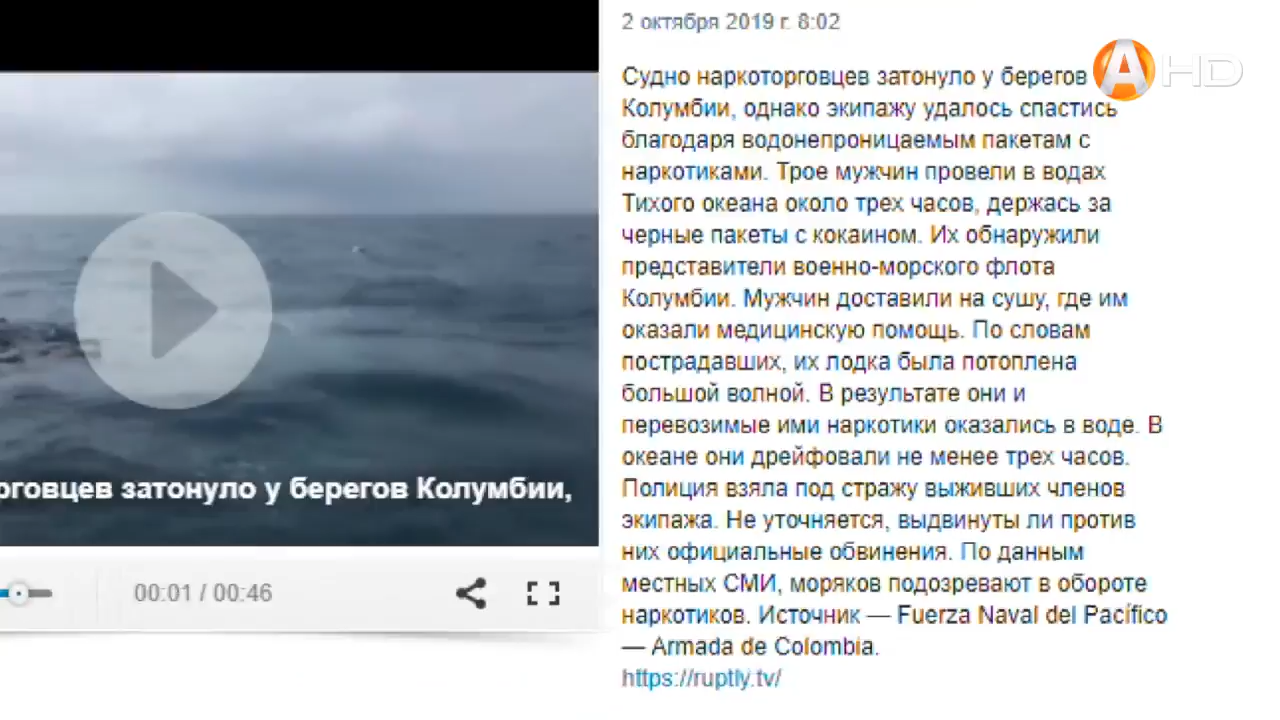 2 октября 2019 г. 8:02
AHD
Судно наркоторговцев затонуло у берегов
Колумбии, однако экипажу удалось спастись
благодаря водонепроницаемым пакетам с
наркотиками. Трое мужчин провели в водах
Тихого океана около трех часов, держась за
черные пакеты с кокаином. Их обнаружили
представители военно-морского флота
Колумбии. Мужчин доставили на сушу, где им
оказали медицинскую помощь. По словам
пострадавших, их лодка была потоплена
большой волной. В результате они и
перевозимые ими наркотики оказались в воде. В
океане они дрейфовали не менее трех часов.
Полиция взяла под стражу выживших членов
экипажа. Не уточняется, выдвинуты ли против
них официальные обвинения. По данным
местных СМИ, моряков подозревают в обороте
наркотиков. Источник — Fuerza Naval del Pacífico
— Armada de Colombia.
https://ruptly.tv/
рговцев затонуло у берегов Колумбии,
00:01 / 00:46